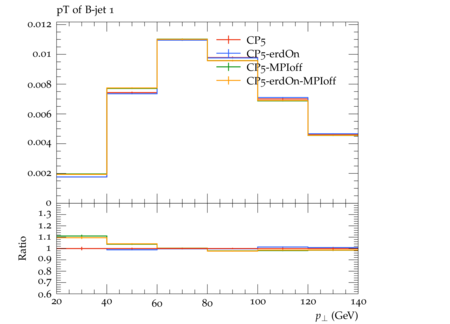 pT of B-jet 1
0.012
0.01
0.008
0.006
0.004
0.002
0
CP5
CP5-erdOn
CP5-MPIoff
CP5-erdOn-MPIoff
Ratio
1.3
1.2
1.1
1
0.9
0.8
0.7
0.6
20 40 60 80 100 120 140
p⊥ (GeV)